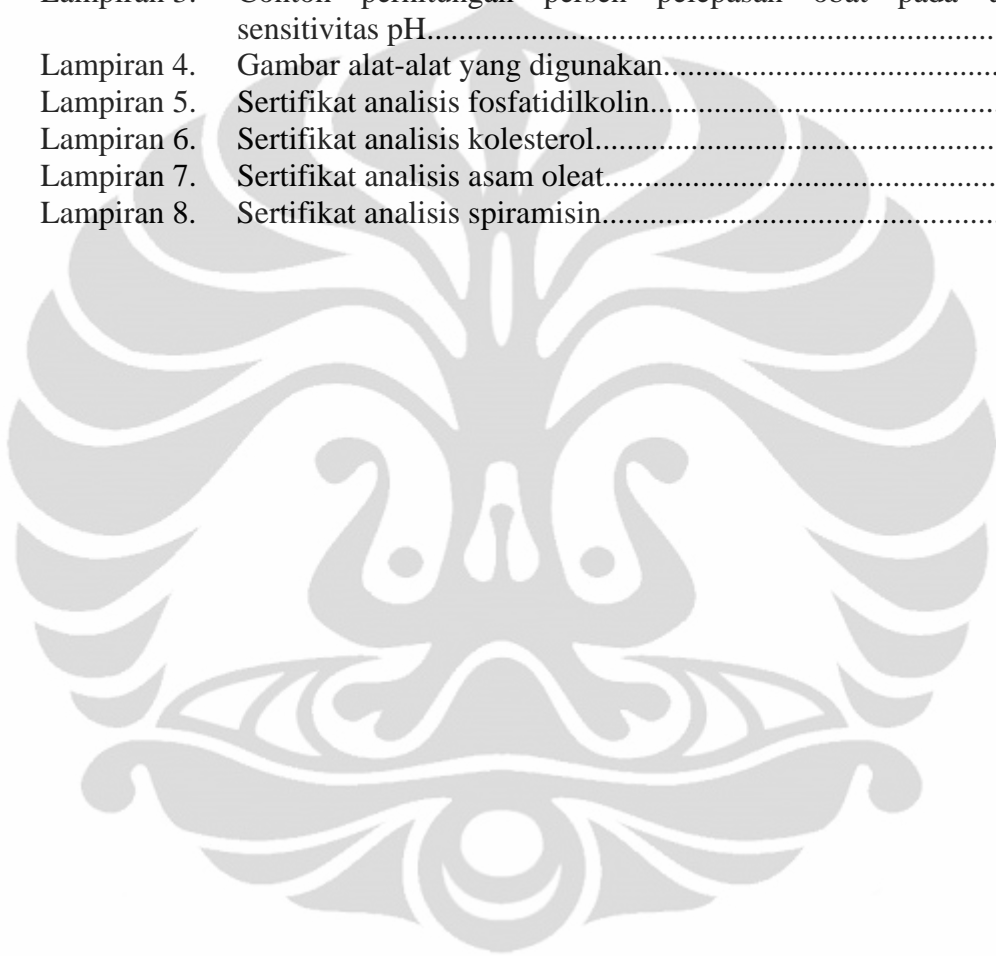 Lampiran 3. Contoh perhitungan persen pelepasan obat pada
sensitivitas pH.......................................................................
Lampiran 4. Gambar alat-alat yang digunakan..........................................
Lampiran 5. Sertifikat analisis fosfatidilkolin...........................................
Lampiran 6. Sertifikat analisis kolesterol..................................................
Lampiran 7. Sertifikat analisis asam oleat.................................................
Lampiran 8. Sertifikat analisis spiramisin.................................................